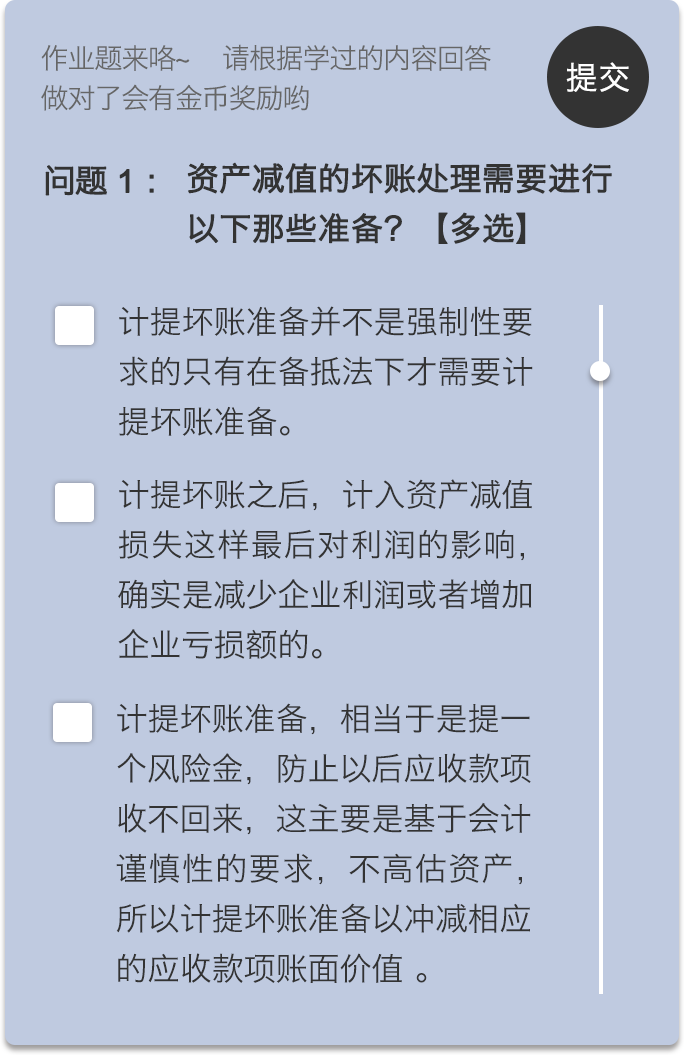 作业题来咯~ 请根据学过的内容回答
做对了会有金币奖励哟
提交
问题 1： 资产减值的坏账处理需要进行
以下那些准备？【多选】
计提坏账准备并不是强制性要
求的只有在备抵法下才需要计
提坏账准备。
计提坏账之后，计入资产减值
损失这样最后对利润的影响，
确实是减少企业利润或者增加
企业亏损额的。
计提坏账准备，相当于是提一
个风险金，防止以后应收款项
收不回来，这主要是基于会计
谨慎性的要求，不高估资产，
所以计提坏账准备以冲减相应
的应收款项账面价值 。